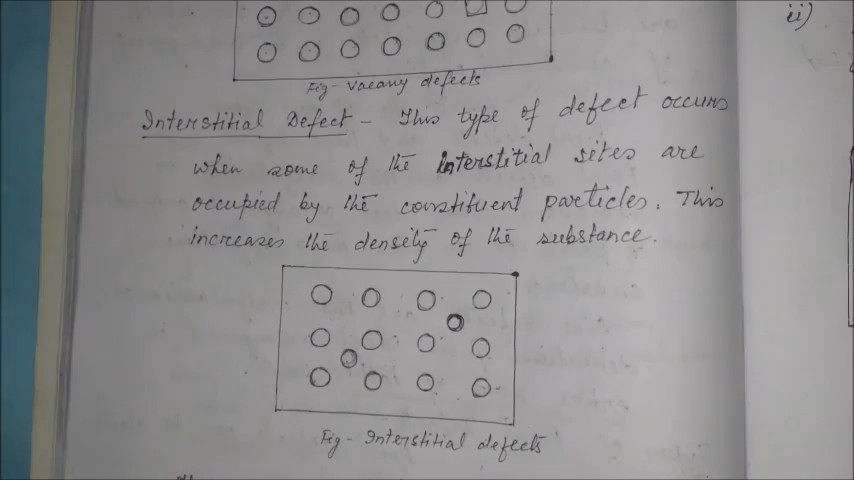 ii)
Fig- Vacany defects
Interstitial Defect - This type of defect occurs
when some of the interstitial sites are
occupied by the constituent particles. This
increases the density of the substance.
Fig- Interstitial defects